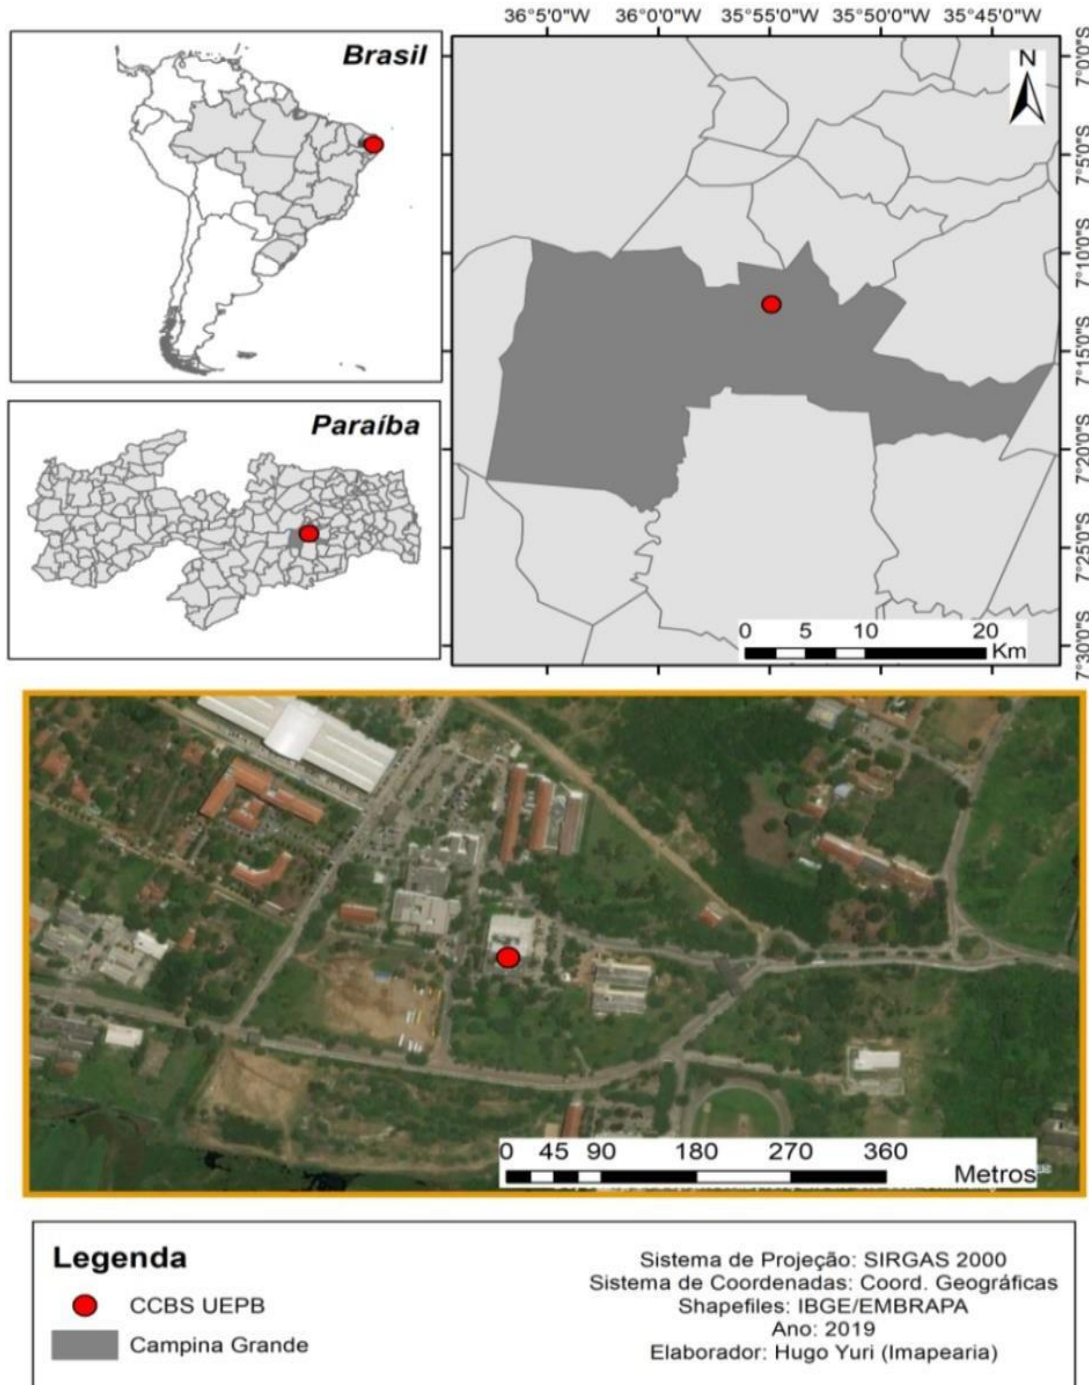 Brasil
Paraíba
36°5'0"W 36°0'0"W 35°55'0"W 35°50'0"W 35°45'0"W
N
7°0'0"S
7°5'0"S
7°10'0"S
7°15'0"S
7°20'0"S
7°25'0"S
7°30'0"S
0 5 10 20
Km
0 45 90 180 270 360
Metros
Legenda
CCBS UEPB
Campina Grande
Sistema de Projeção: SIRGAS 2000
Sistema de Coordenadas: Coord. Geográficas
Shapefiles: IBGE/EMBRAPA
Ano: 2019
Elaborador: Hugo Yuri (Imapearia)